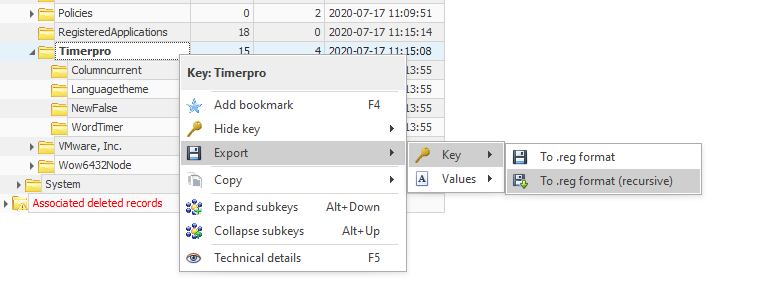 Policies 0 2 2020-07-17 11:09:51
RegisteredApplications 18 0 2020-07-17 11:15:14
Timerpro 15 4 2020-07-17 11:15:08
Columncurrent 13:55
Key: Timerpro
Languagetheme 13:55
Add bookmark F4
NewFalse 13:55
Hide key
WordTimer 13:55
VMware, Inc.
Export
Key
To .reg format
Wow6432Node
Copy
Values
To .reg format (recursive)
System
Associated deleted records
Expand subkeys Alt+Down
Collapse subkeys Alt+Up
Technical details F5